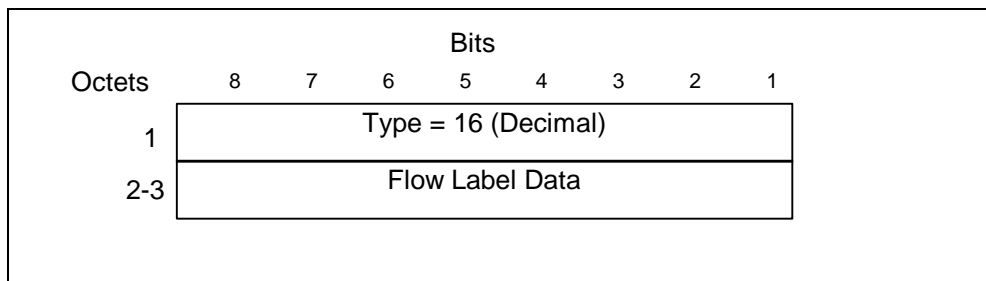 Bits
Octets 8 7 6 5 4 3 2 1
1 Type = 16 (Decimal)
2-3 Flow Label Data